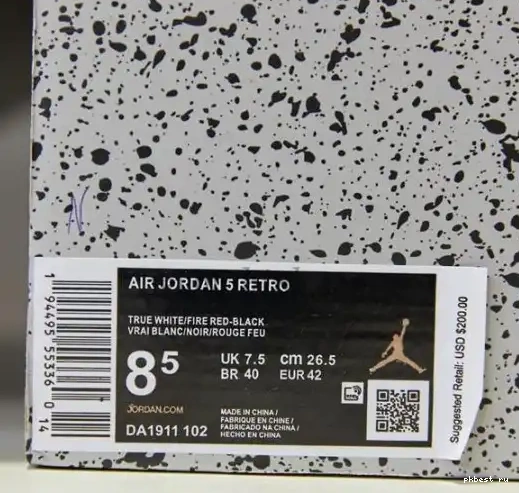 N
AIR JORDAN 5 RETRO
TRUE WHITE/FIRE RED-BLACK
VRAI BLANC/NOIR/ROUGE FEU
8⁵
UK 7.5 cm 26.5
BR 40 EUR 42
JORDAN.COM
MADE IN CHINA /
FABRIQUE EN CHINE /
FABRICADO NA CHINA /
HECHO EN CHINA
DA1911 102
1 94495 55336 0 14
Suggested Retail: USD $200.00
pkbest.ru